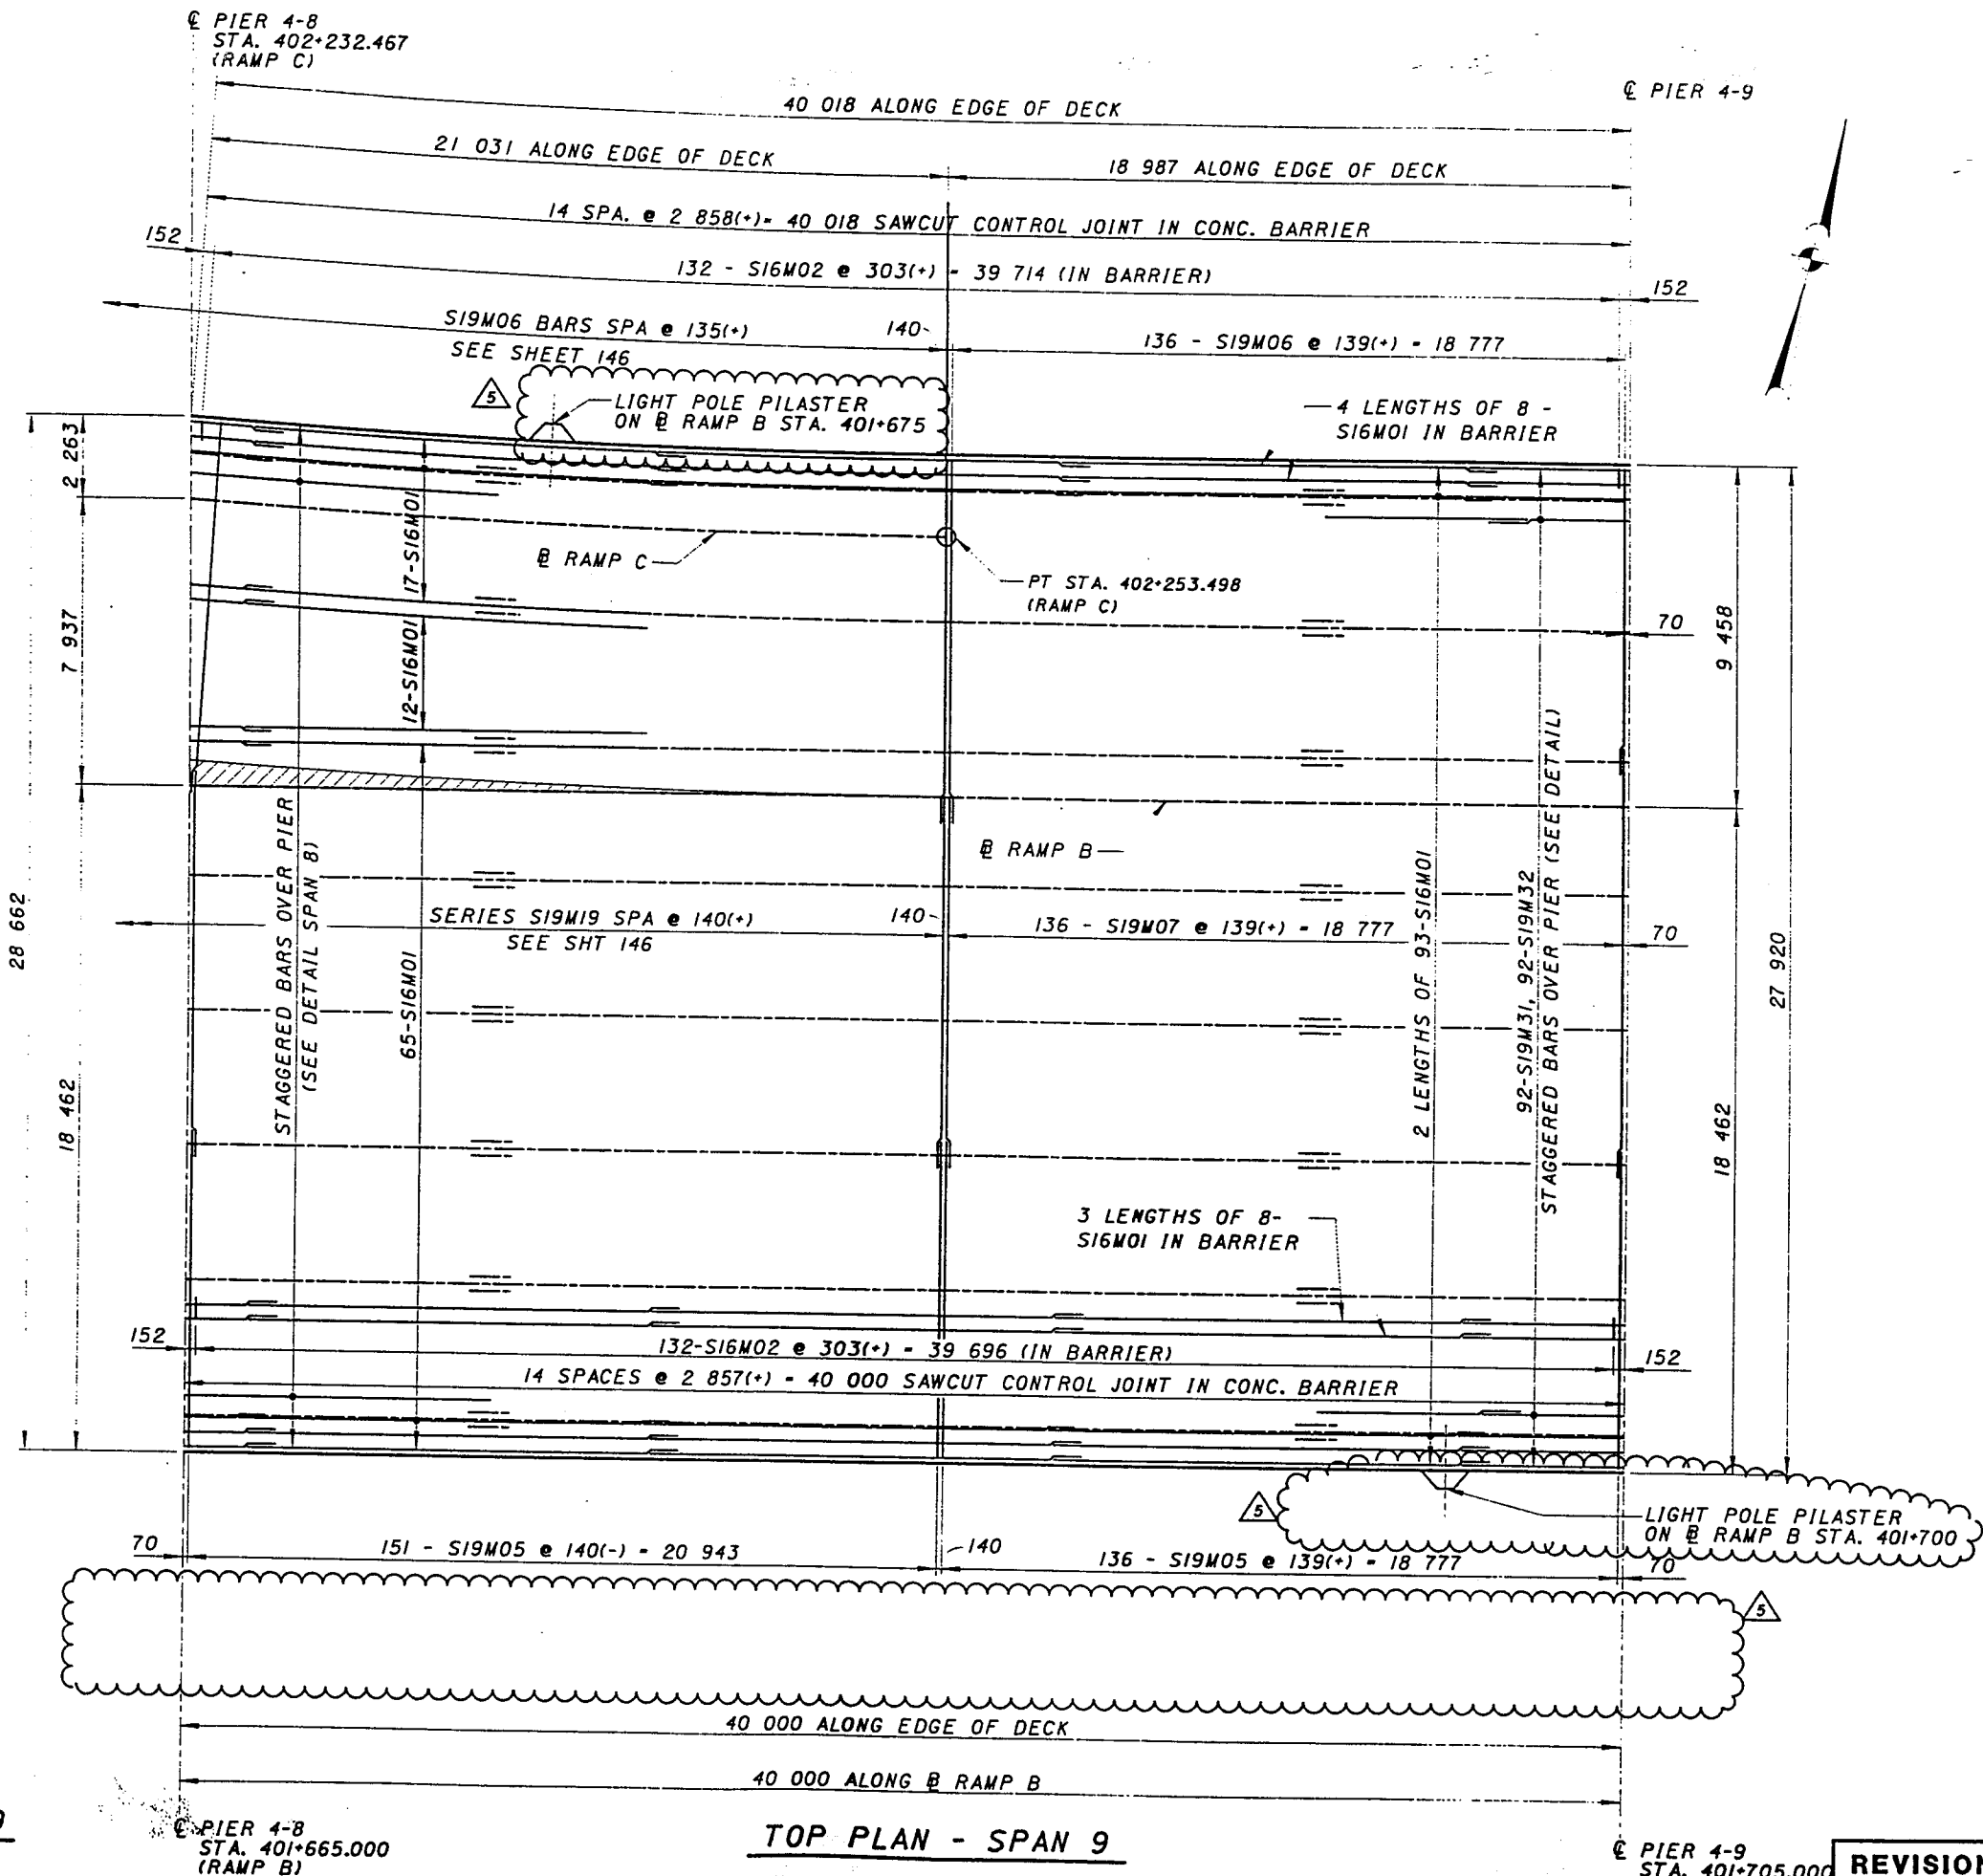 ℄ PIER 4-8
STA. 402+232.467
(RAMP C)
℄ PIER 4-9
40 018 ALONG EDGE OF DECK
21 031 ALONG EDGE OF DECK
18 987 ALONG EDGE OF DECK
14 SPA. @ 2 858(+)= 40 018 SAWCUT CONTROL JOINT IN CONC. BARRIER
152
132 - S16M02 @ 303(+) = 39 714 (IN BARRIER)
152
S19M06 BARS SPA @ 135(+)
SEE SHEET 146
140
136 - S19M06 @ 139(+) = 18 777
5
LIGHT POLE PILASTER
ON ⅊ RAMP B STA. 401+675
4 LENGTHS OF 8 -
S16M01 IN BARRIER
2 263
17-S16M01
⅊ RAMP C
PT STA. 402+253.498
(RAMP C)
7 937
12-S16M01
70
9 458
STAGGERED BARS OVER PIER
(SEE DETAIL SPAN 8)
⅊ RAMP B
28 662
SERIES S19M19 SPA @ 140(+)
SEE SHT 146
140
136 - S19M07 @ 139(+) = 18 777
70
65-S16M01
2 LENGTHS OF 93-S16M01
92-S19M31, 92-S19M32
STAGGERED BARS OVER PIER (SEE DETAIL)
27 920
18 462
18 462
3 LENGTHS OF 8-
S16M01 IN BARRIER
152
132-S16M02 @ 303(+) = 39 696 (IN BARRIER)
152
14 SPACES @ 2 857(+) = 40 000 SAWCUT CONTROL JOINT IN CONC. BARRIER
5
LIGHT POLE PILASTER
ON ⅊ RAMP B STA. 401+700
70
151 - S19M05 @ 140(-) = 20 943
140
136 - S19M05 @ 139(+) = 18 777
70
5
40 000 ALONG EDGE OF DECK
40 000 ALONG ⅊ RAMP B
℄ PIER 4-8
STA. 401+665.000
(RAMP B)
TOP PLAN - SPAN 9
℄ PIER 4-9
STA. 401+705.000
REVISION